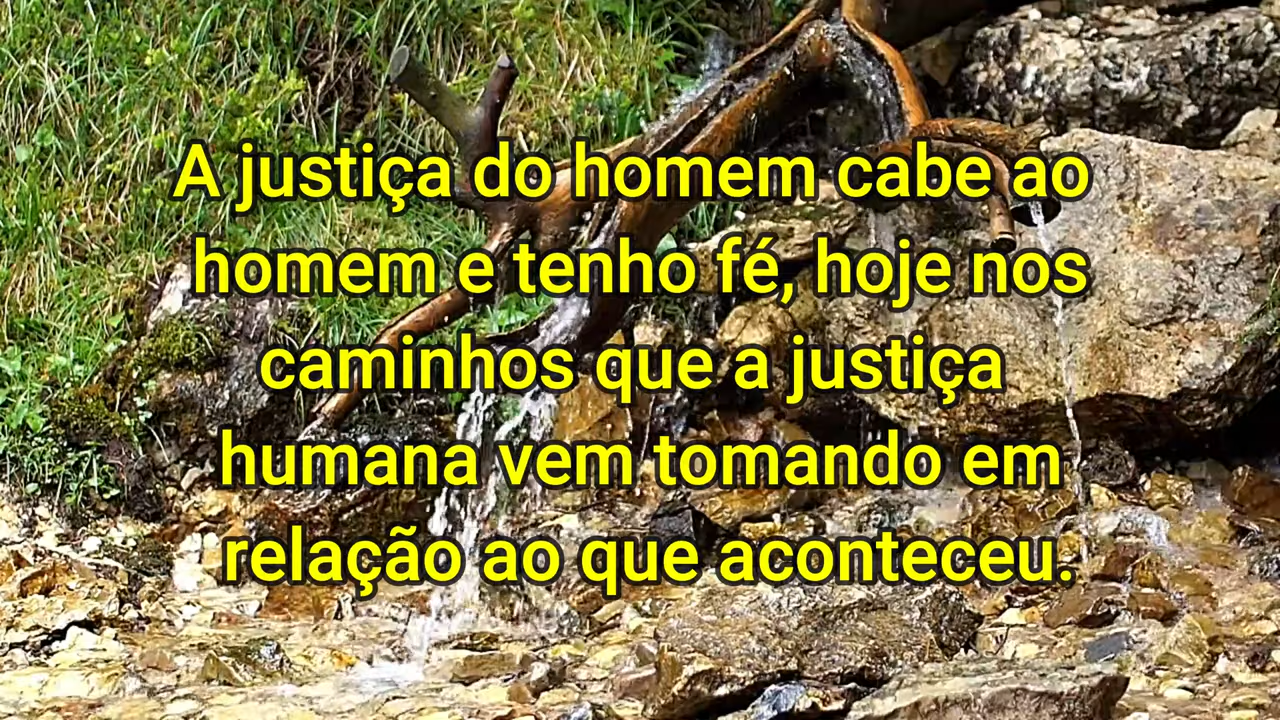 A justiça do homem cabe ao
homem e tenho fé, hoje nos
caminhos que a justiça
humana vem tomando em
relação ao que aconteceu.